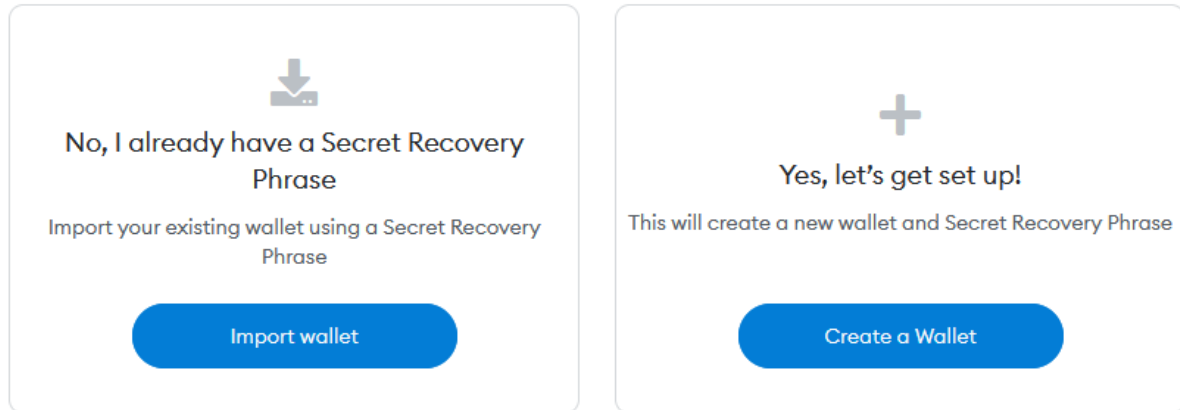 No, I already have a Secret Recovery
Phrase
Import your existing wallet using a Secret Recovery
Phrase
Import wallet
Yes, let’s get set up!
This will create a new wallet and Secret Recovery Phrase
Create a Wallet